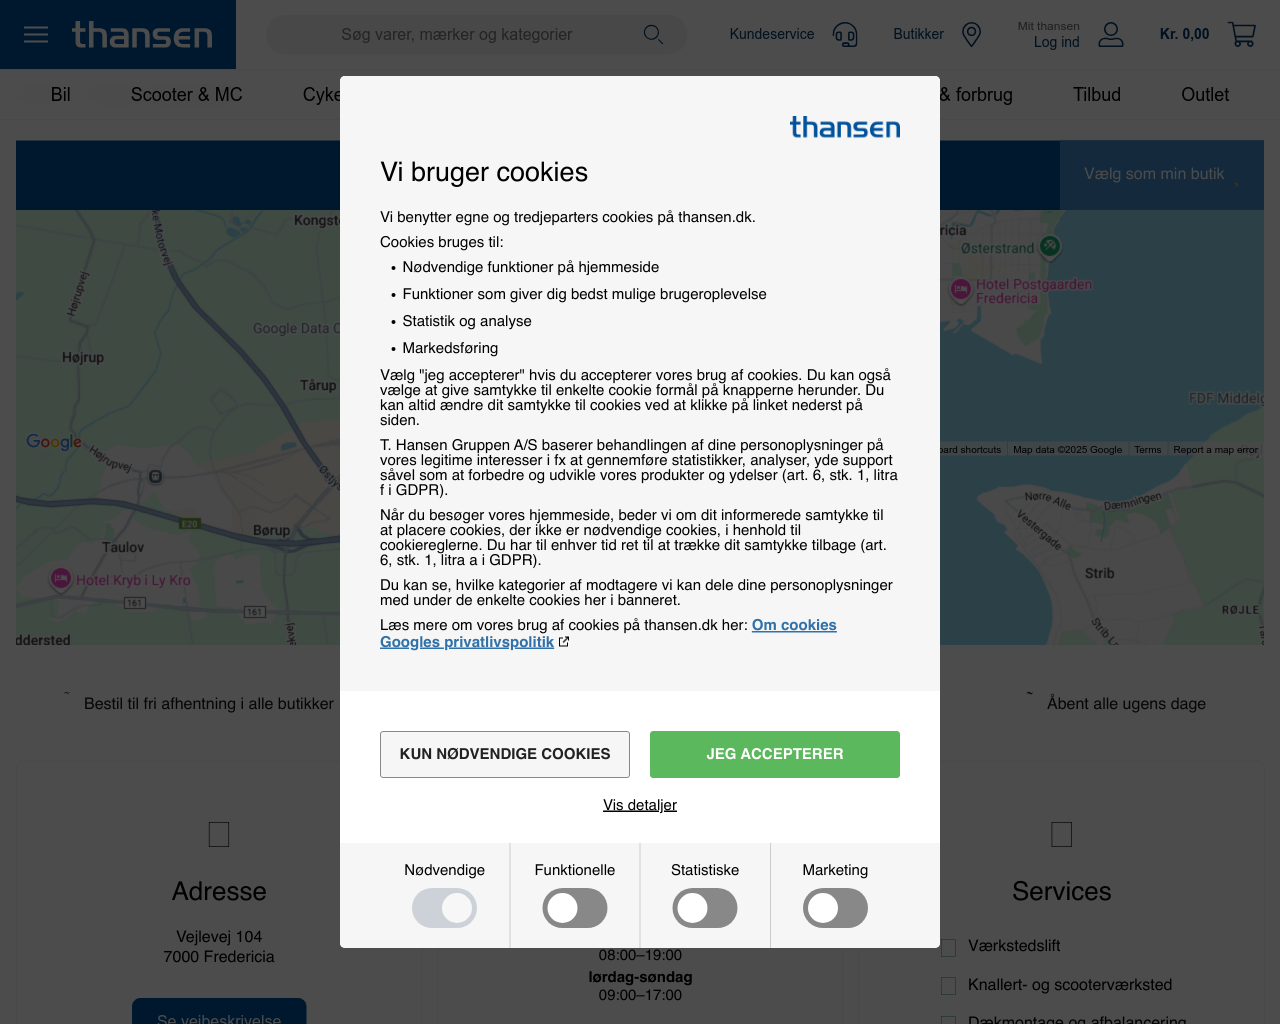 thansen
Søg varer, mærker og kategorier
Kundeservice
Butikker
Mit thansen
Log ind
Kr. 0,00
Bil
Scooter & MC
& forbrug
Tilbud
Outlet
Vælg som min butik
thansen
Vi bruger cookies
Vi benytter egne og tredjeparters cookies på thansen.dk.
Cookies bruges til:
• Nødvendige funktioner på hjemmeside
• Funktioner som giver dig bedst mulige brugeroplevelse
• Statistik og analyse
• Markedsføring
Vælg "jeg accepterer" hvis du accepterer vores brug af cookies. Du kan også
vælge at give samtykke til enkelte cookie formål på knapperne herunder. Du
kan altid ændre dit samtykke til cookies ved at klikke på linket nederst på
siden.
T. Hansen Gruppen A/S baserer behandlingen af dine personoplysninger på
vores legitime interesser i fx at gennemføre statistikker, analyser, yde support
såvel som at forbedre og udvikle vores produkter og ydelser (art. 6, stk. 1, litra
f i GDPR).
Når du besøger vores hjemmeside, beder vi om dit informerede samtykke til
at placere cookies, der ikke er nødvendige cookies, i henhold til
cookiereglerne. Du har til enhver tid ret til at trække dit samtykke tilbage (art.
6, stk. 1, litra a i GDPR).
Du kan se, hvilke kategorier af modtagere vi kan dele dine personoplysninger
med under de enkelte cookies her i banneret.
Læs mere om vores brug af cookies på thansen.dk her: Om cookies
Googles privatlivspolitik
KUN NØDVENDIGE COOKIES
JEG ACCEPTERER
Vis detaljer
Nødvendige
Funktionelle
Statistiske
Marketing
Højrupvej
Højrup
Tårup
Google Data
Google
Højrupvej
E20
Børup
Taulov
Hotel Kryb i Ly Kro
161
161
Østerstrand
Hotel Postgaarden
Fredericia
Map data ©2025 Google
Terms
Report a map error
Nørre Alle
Dæmningen
Vestergade
Strib
Bestil til fri afhentning i alle butikker
Åbent alle ugens dage
Adresse
Vejlevej 104
7000 Fredericia
Se vejbeskrivelse
08:00–19:00
lørdag-søndag
09:00–17:00
Services
Værkstedslift
Knallert- og scooterværksted
Dækmontage og afbalancering